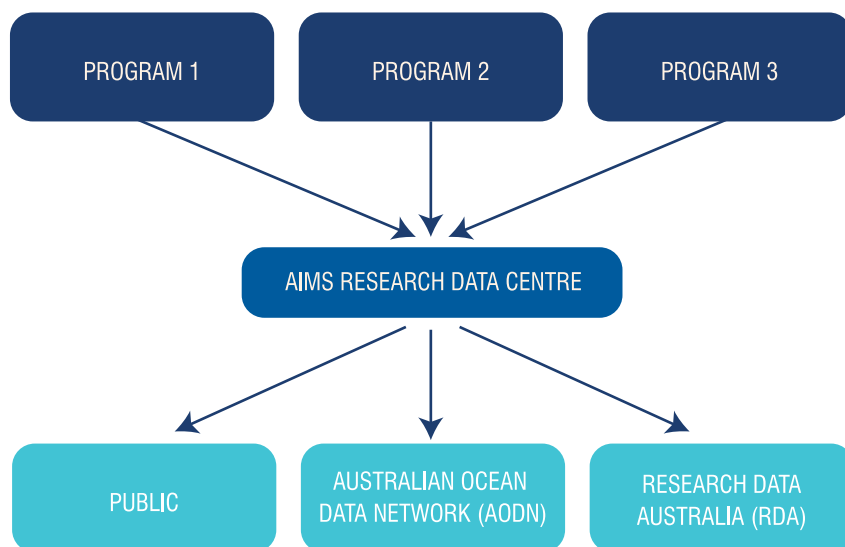 PROGRAM 1
PROGRAM 2
PROGRAM 3
AIMS RESEARCH DATA CENTRE
PUBLIC
AUSTRALIAN OCEAN
DATA NETWORK (AODN)
RESEARCH DATA
AUSTRALIA (RDA)